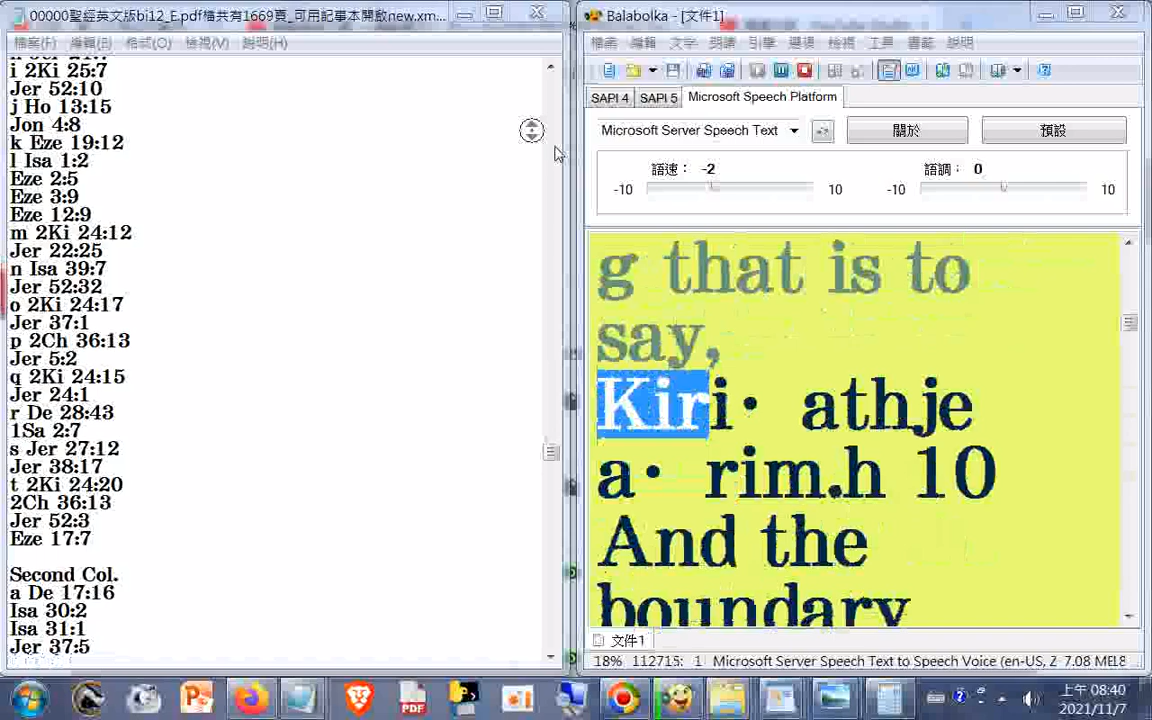 00000聖經英文版bi12_E.pdf檔共有1669頁_可用記事本開啟new.xm...
檔案(F) 編輯(E) 格式(O) 檢視(V) 說明(H)
i 2Ki 25:7
Jer 52:10
j Ho 13:15
Jon 4:8
k Eze 19:12
l Isa 1:2
Eze 2:5
Eze 3:9
Eze 12:9
m 2Ki 24:12
Jer 22:25
n Isa 39:7
Jer 52:32
o 2Ki 24:17
Jer 37:1
p 2Ch 36:13
Jer 5:2
q 2Ki 24:15
Jer 24:1
r De 28:43
1Sa 2:7
s Jer 27:12
Jer 38:17
t 2Ki 24:20
2Ch 36:13
Jer 52:3
Eze 17:7
Second Col.
a De 17:16
Isa 30:2
Isa 31:1
Jer 37:5
Balabolka - [文件1]
檔案 編輯 文字 朗讀 引擎 選項 檢視 工具 書籤 說明
SAPI 4 SAPI 5 Microsoft Speech Platform
Microsoft Server Speech Text 關於 預設
語速： -2 語調： 0
-10 10 -10 10
g that is to
say,
Kiri· athje
a· rim.h 10
And the
boundary
文件1
18% 112715: 1 Microsoft Server Speech Text to Speech Voice (en-US, Z 7.08 MEL8
PDF
上午 08:40
2021/11/7